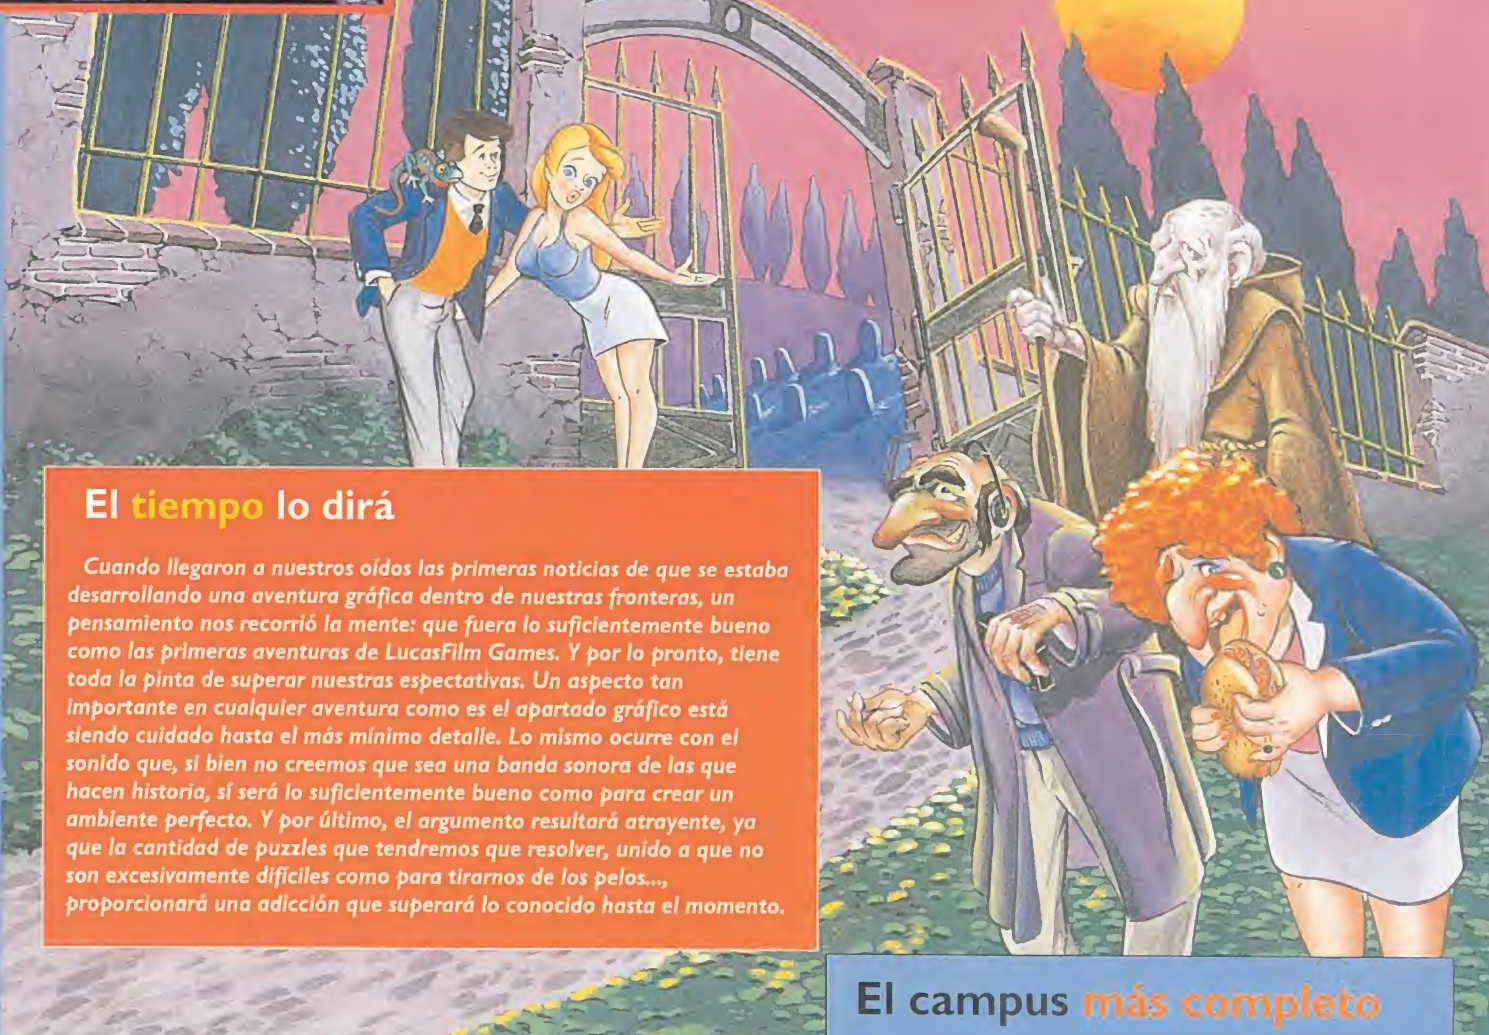 El tiempo lo dirá
Cuando llegaron a nuestros oídos las primeras noticias de que se estaba
desarrollando una aventura gráfica dentro de nuestras fronteras, un
pensamiento nos recorrió la mente: que fuera lo suficientemente bueno
como las primeras aventuras de LucasFilm Games. Y por lo pronto, tiene
toda la pinta de superar nuestras espectativas. Un aspecto tan
importante en cualquier aventura como es el apartado gráfico está
siendo cuidado hasta el más mínimo detalle. Lo mismo ocurre con el
sonido que, si bien no creemos que sea una banda sonora de las que
hacen historia, sí será lo suficientemente bueno como para crear un
ambiente perfecto. Y por último, el argumento resultará atrayente, ya
que la cantidad de puzzles que tendremos que resolver, unido a que no
son excesivamente difíciles como para tirarnos de los pelos...,
proporcionará una adicción que superará lo conocido hasta el momento.
El campus más completo